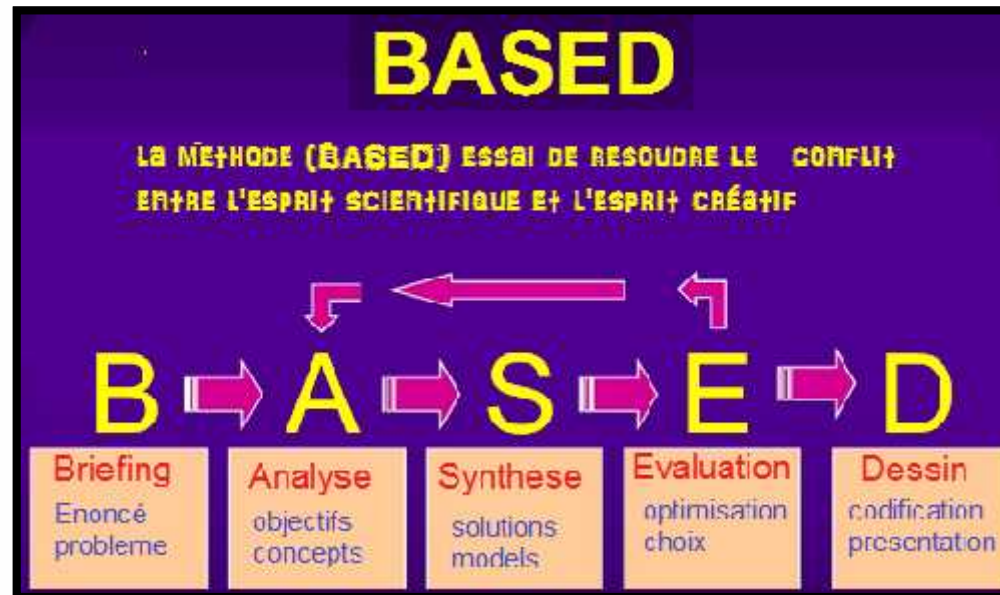 BASED
La METHODE (BASED) ESSAI DE RESOUDRE LE CONFLIT
ENTRE L'ESPRIT SCIENTIFIQUE ET L'ESPRIT CRÉATIF
B A S E D
Briefing
Enoncé
probleme
Analyse
objectifs
concepts
Synthese
solutions
models
Evaluation
optimisation
choix
Dessin
codification
presentation